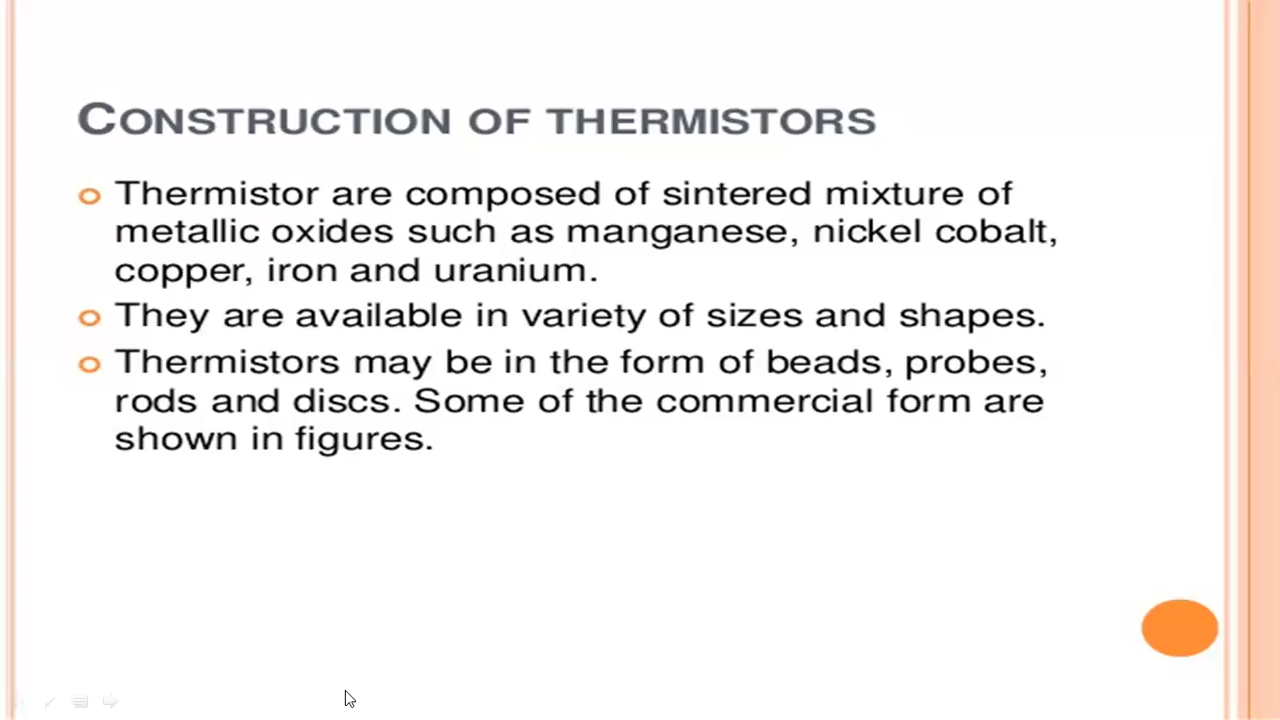 CONSTRUCTION OF THERMISTORS
Thermistor are composed of sintered mixture of
metallic oxides such as manganese, nickel cobalt,
copper, iron and uranium.
They are available in variety of sizes and shapes.
Thermistors may be in the form of beads, probes,
rods and discs. Some of the commercial form are
shown in figures.